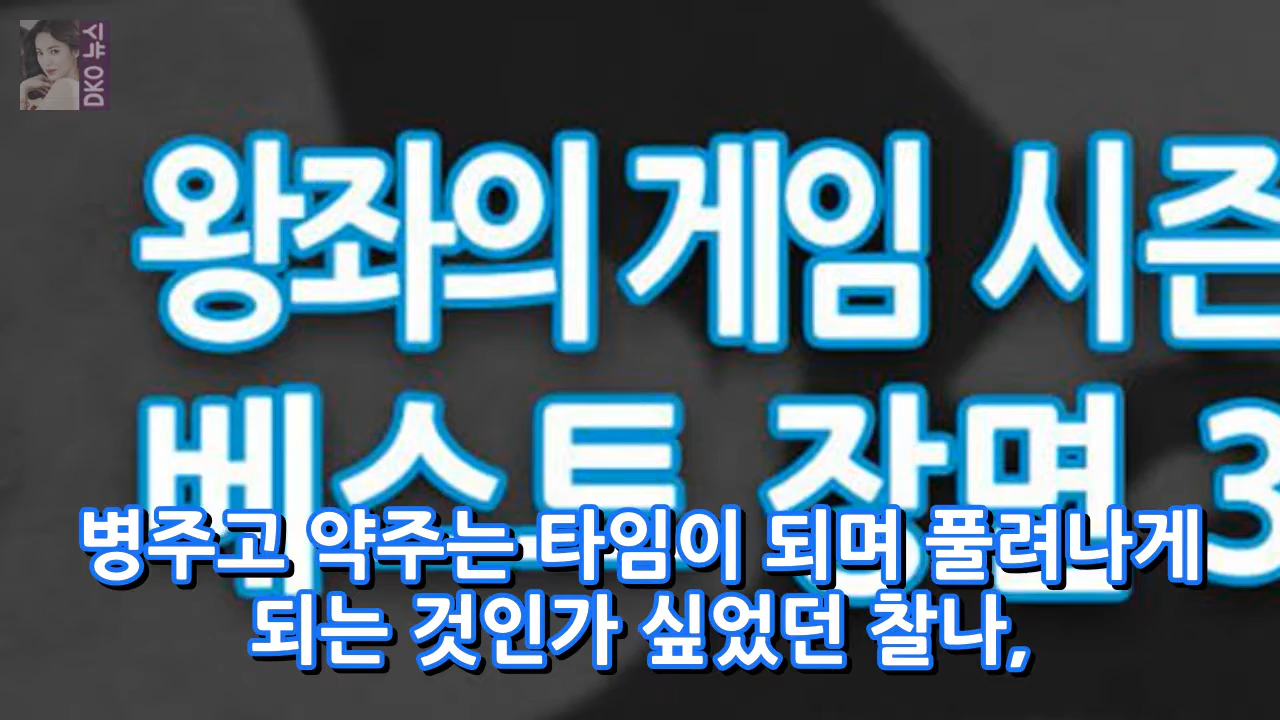 DKO 뉴스
왕좌의 게임 시즌
베스트 장면 3
병주고 약주는 타임이 되며 풀려나게
되는 것인가 싶었던 찰나,